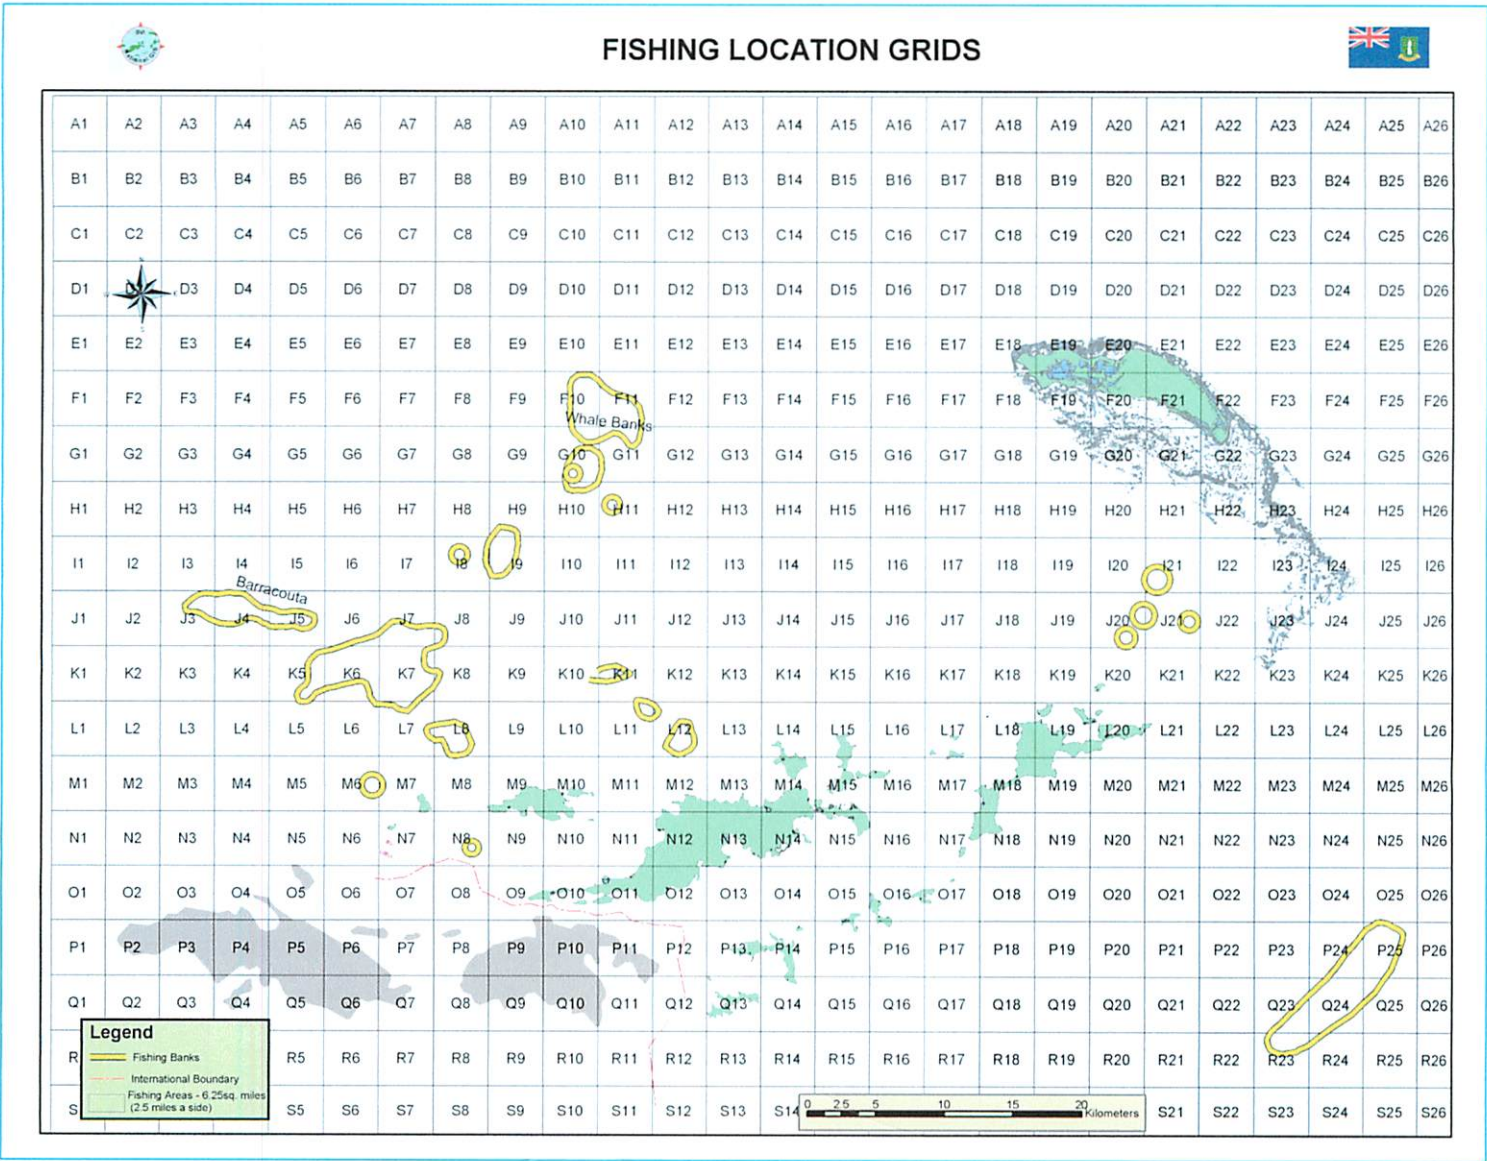 FISHING LOCATION GRIDS
A1 A2 A3 A4 A5 A6 A7 A8 A9 A10 A11 A12 A13 A14 A15 A16 A17 A18 A19 A20 A21 A22 A23 A24 A25 A26
B1 B2 B3 B4 B5 B6 B7 B8 B9 B10 B11 B12 B13 B14 B15 B16 B17 B18 B19 B20 B21 B22 B23 B24 B25 B26
C1 C2 C3 C4 C5 C6 C7 C8 C9 C10 C11 C12 C13 C14 C15 C16 C17 C18 C19 C20 C21 C22 C23 C24 C25 C26
D1 D3 D4 D5 D6 D7 D8 D9 D10 D11 D12 D13 D14 D15 D16 D17 D18 D19 D20 D21 D22 D23 D24 D25 D26
E1 E2 E3 E4 E5 E6 E7 E8 E9 E10 E11 E12 E13 E14 E15 E16 E17 E18 E19 E20 E21 E22 E23 E24 E25 E26
F1 F2 F3 F4 F5 F6 F7 F8 F9 F10 F11 F12 F13 F14 F15 F16 F17 F18 F19 F20 F21 F22 F23 F24 F25 F26
Whale Banks
G1 G2 G3 G4 G5 G6 G7 G8 G9 G10 G11 G12 G13 G14 G15 G16 G17 G18 G19 G20 G21 G22 G23 G24 G25 G26
H1 H2 H3 H4 H5 H6 H7 H8 H9 H10 H11 H12 H13 H14 H15 H16 H17 H18 H19 H20 H21 H22 H23 H24 H25 H26
I1 I2 I3 I4 I5 I6 I7 I8 I9 I10 I11 I12 I13 I14 I15 I16 I17 I18 I19 I20 I21 I22 I23 I24 I25 I26
Barracouta
J1 J2 J3 J4 J5 J6 J7 J8 J9 J10 J11 J12 J13 J14 J15 J16 J17 J18 J19 J20 J21 J22 J23 J24 J25 J26
K1 K2 K3 K4 K5 K6 K7 K8 K9 K10 K11 K12 K13 K14 K15 K16 K17 K18 K19 K20 K21 K22 K23 K24 K25 K26
L1 L2 L3 L4 L5 L6 L7 L8 L9 L10 L11 L12 L13 L14 L15 L16 L17 L18 L19 L20 L21 L22 L23 L24 L25 L26
M1 M2 M3 M4 M5 M6 M7 M8 M9 M10 M11 M12 M13 M14 M15 M16 M17 M18 M19 M20 M21 M22 M23 M24 M25 M26
N1 N2 N3 N4 N5 N6 N7 N8 N9 N10 N11 N12 N13 N14 N15 N16 N17 N18 N19 N20 N21 N22 N23 N24 N25 N26
O1 O2 O3 O4 O5 O6 O7 O8 O9 O10 O11 O12 O13 O14 O15 O16 O17 O18 O19 O20 O21 O22 O23 O24 O25 O26
P1 P2 P3 P4 P5 P6 P7 P8 P9 P10 P11 P12 P13 P14 P15 P16 P17 P18 P19 P20 P21 P22 P23 P24 P25 P26
Q1 Q2 Q3 Q4 Q5 Q6 Q7 Q8 Q9 Q10 Q11 Q12 Q13 Q14 Q15 Q16 Q17 Q18 Q19 Q20 Q21 Q22 Q23 Q24 Q25 Q26
R R5 R6 R7 R8 R9 R10 R11 R12 R13 R14 R15 R16 R17 R18 R19 R20 R21 R22 R23 R24 R25 R26
S S5 S6 S7 S8 S9 S10 S11 S12 S13 S14 S21 S22 S23 S24 S25 S26
Legend
Fishing Banks
International Boundary
Fishing Areas - 6.25sq. miles
(2.5 miles a side)
0 2.5 5 10 15 20
Kilometers